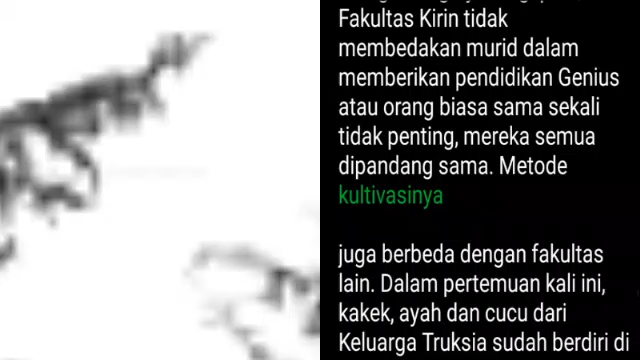 Fakultas Kirin tidak
membedakan murid dalam
memberikan pendidikan Genius
atau orang biasa sama sekali
tidak penting, mereka semua
dipandang sama. Metode
kultivasinya
juga berbeda dengan fakultas
lain. Dalam pertemuan kali ini,
kakek, ayah dan cucu dari
Keluarga Truksia sudah berdiri di